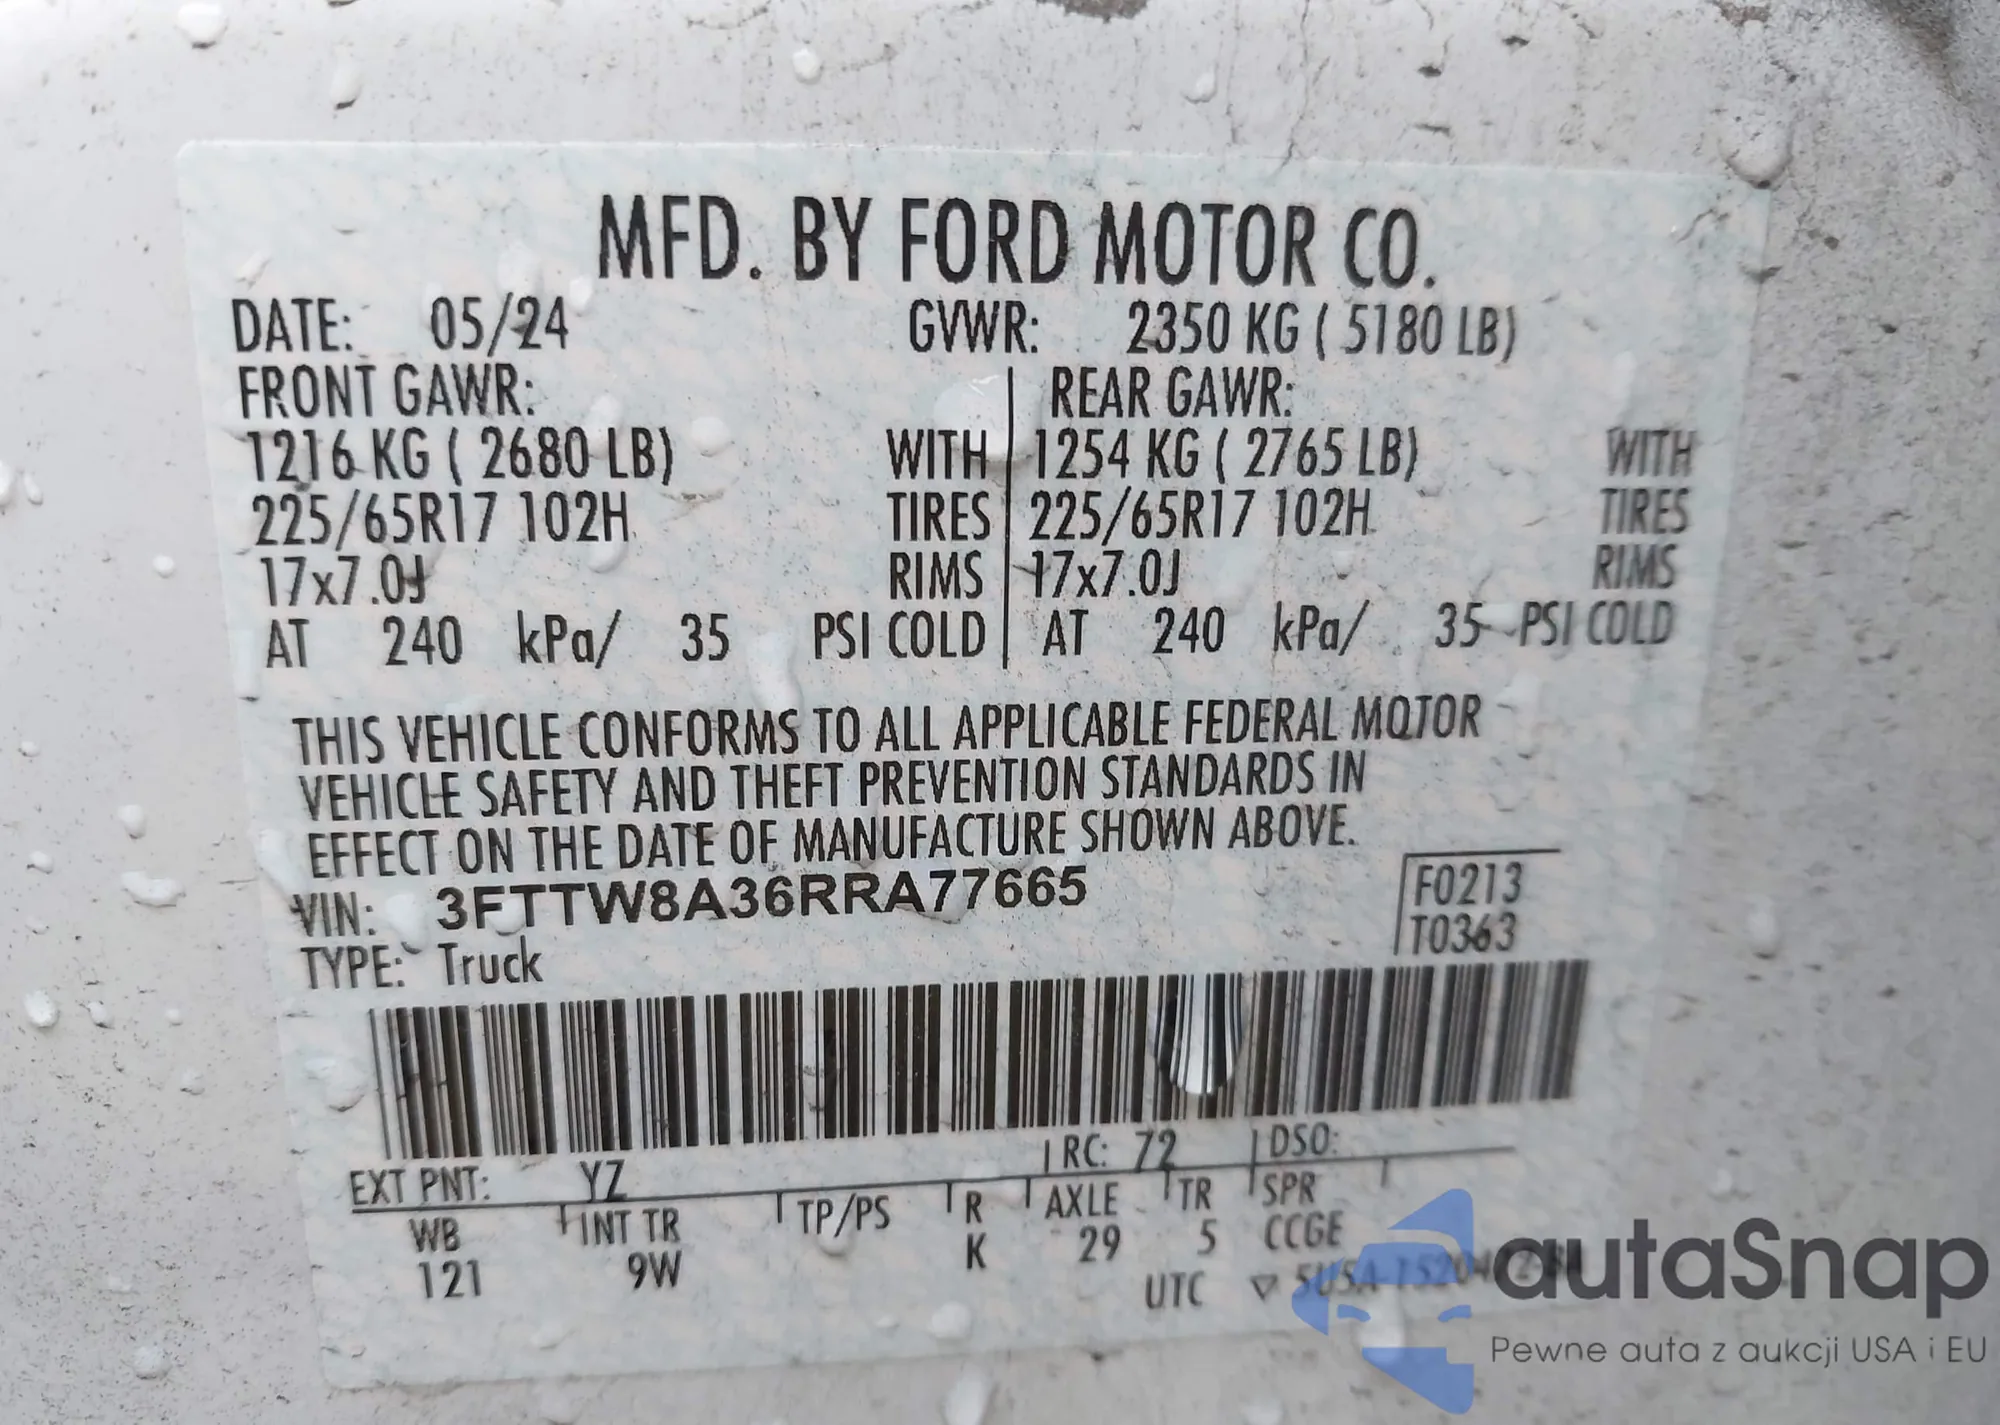 MFD. BY FORD MOTOR CO.
DATE: 05/24 GVWR: 2350 KG ( 5180 LB)
FRONT GAWR: REAR GAWR:
1216 KG ( 2680 LB) WITH 1254 KG ( 2765 LB) WITH
225/65R17 102H TIRES 225/65R17 102H TIRES
17x7.0J RIMS 17x7.0J RIMS
AT 240 kPa/ 35 PSI COLD AT 240 kPa/ 35 PSI COLD
THIS VEHICLE CONFORMS TO ALL APPLICABLE FEDERAL MOTOR
VEHICLE SAFETY AND THEFT PREVENTION STANDARDS IN
EFFECT ON THE DATE OF MANUFACTURE SHOWN ABOVE.
VIN: 3FTTW8A36RRA77665 F0213
TYPE: Truck T0363
EXT PNT: YZ RC: 72 DSO:
WB INT TR TP/PS R AXLE TR SPR
121 9W K 29 5 CCGE
UTC
autaSnap
Pewne auta z aukcji USA i EU